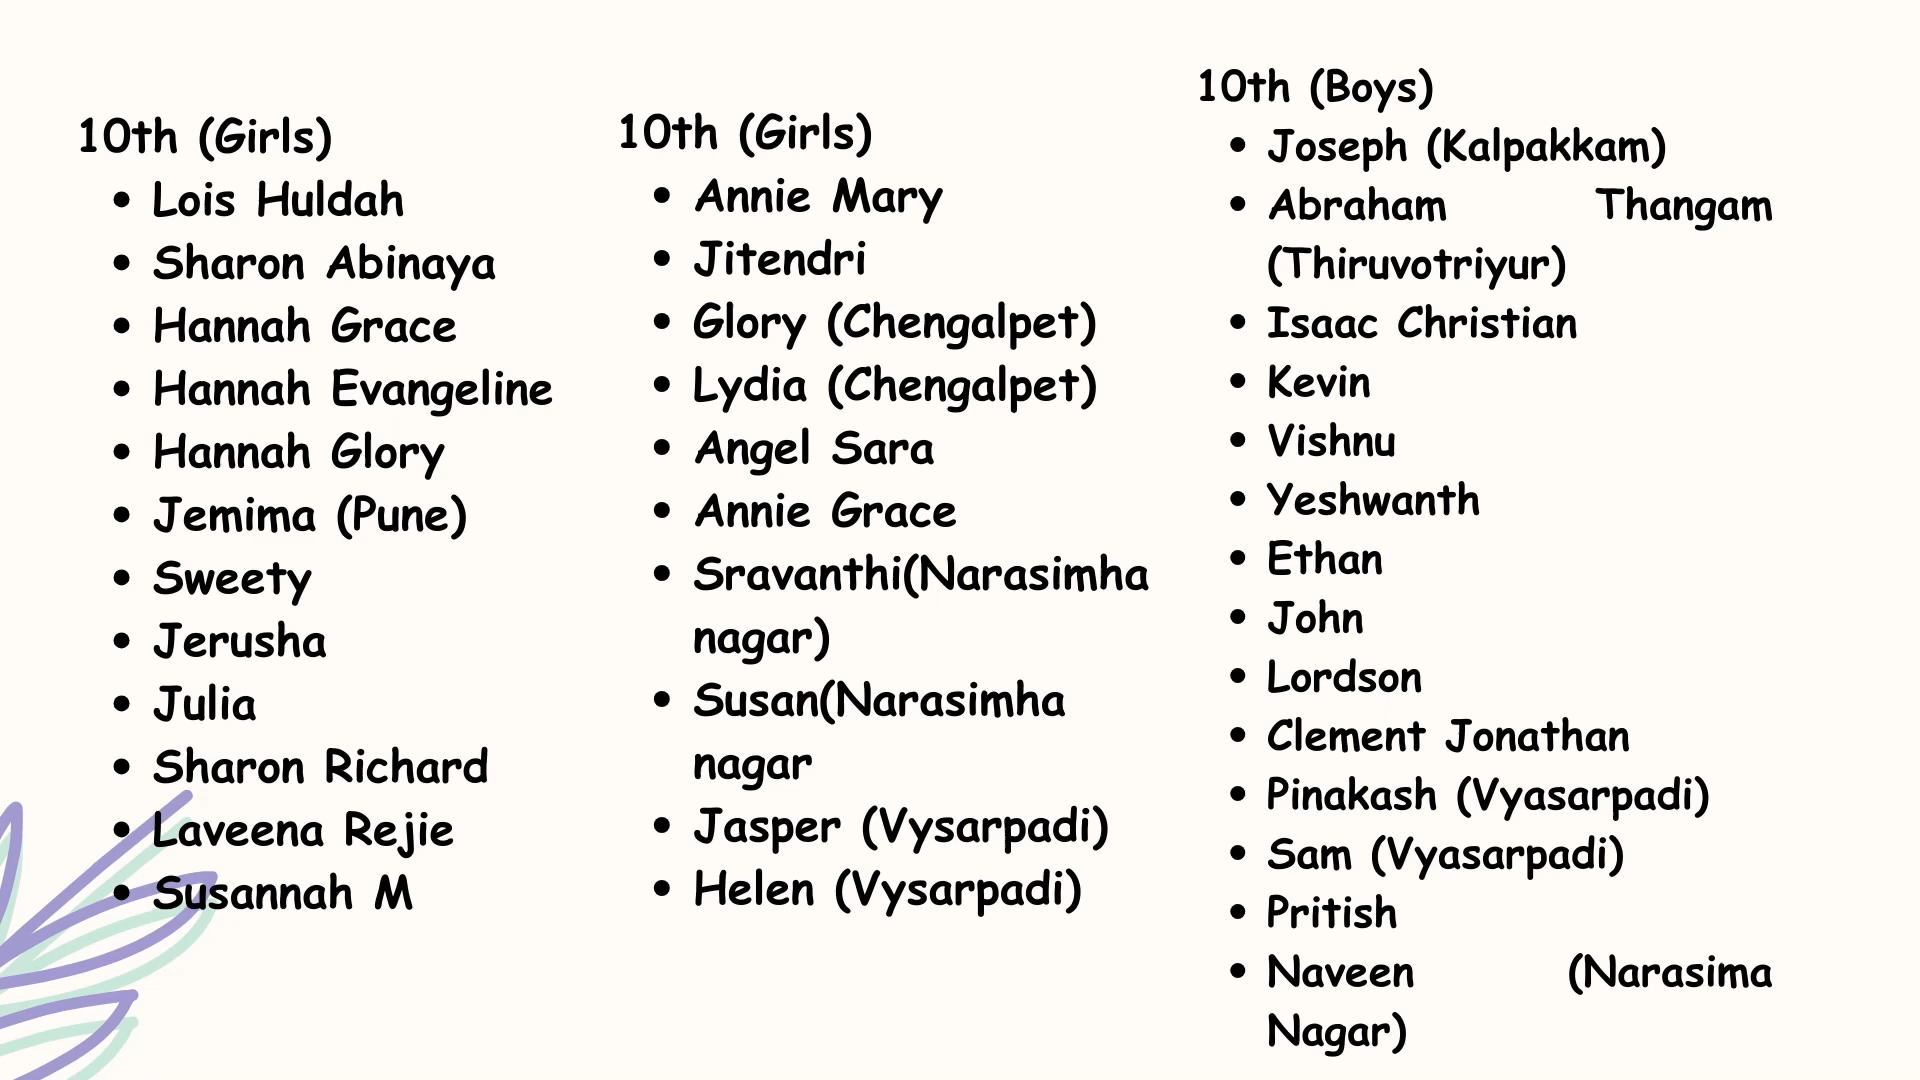 10th (Girls)
• Lois Huldah
• Sharon Abinaya
• Hannah Grace
• Hannah Evangeline
• Hannah Glory
• Jemima (Pune)
• Sweety
• Jerusha
• Julia
• Sharon Richard
• Laveena Rejie
• Susannah M
10th (Girls)
• Annie Mary
• Jitendri
• Glory (Chengalpet)
• Lydia (Chengalpet)
• Angel Sara
• Annie Grace
• Sravanthi(Narasimha
nagar)
• Susan(Narasimha
nagar
• Jasper (Vysarpadi)
• Helen (Vysarpadi)
10th (Boys)
• Joseph (Kalpakkam)
• Abraham Thangam
(Thiruvotriyur)
• Isaac Christian
• Kevin
• Vishnu
• Yeshwanth
• Ethan
• John
• Lordson
• Clement Jonathan
• Pinakash (Vyasarpadi)
• Sam (Vyasarpadi)
• Pritish
• Naveen (Narasima
Nagar)